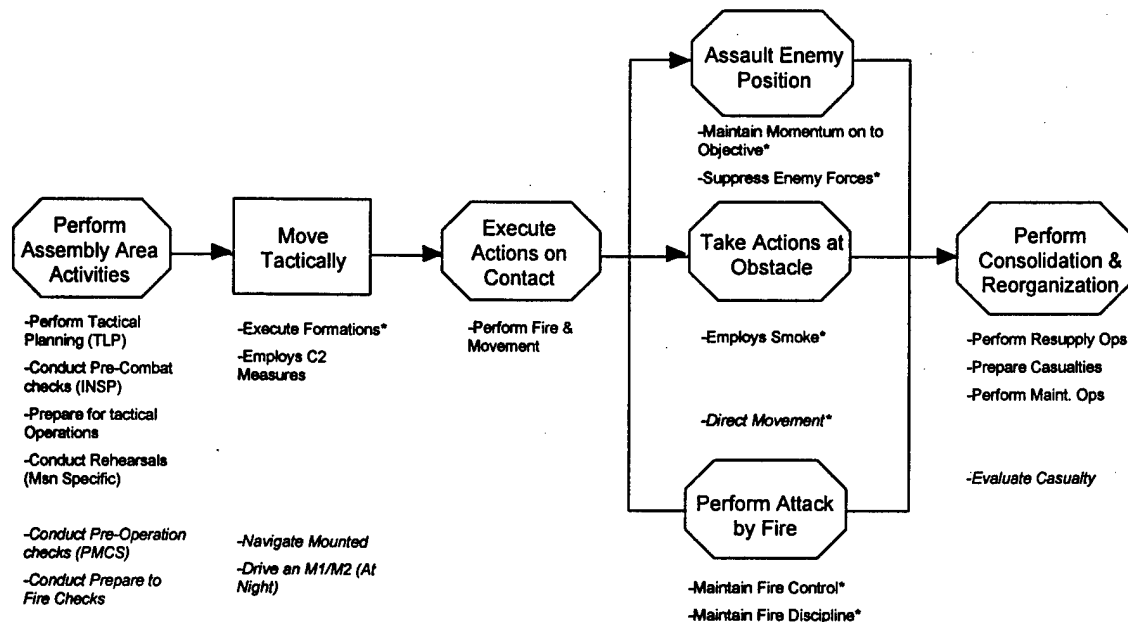 Perform
Assembly Area
Activities
-Perform Tactical
Planning (TLP)
-Conduct Pre-Combat
checks (INSP)
-Prepare for tactical
Operations
-Conduct Rehearsals
(Msn Specific)
-Conduct Pre-Operation
checks (PMCS)
-Conduct Prepare to
Fire Checks
Move
Tactically
-Execute Formations*
-Employs C2
Measures
-Navigate Mounted
-Drive an M1/M2 (At
Night)
Execute
Actions on
Contact
-Perform Fire &
Movement
Assault Enemy
Position
-Maintain Momentum on to
Objective*
-Suppress Enemy Forces*
Take Actions at
Obstacle
-Employs Smoke*
-Direct Movement*
Perform Attack
by Fire
-Maintain Fire Control*
-Maintain Fire Discipline*
Perform
Consolidation &
Reorganization
-Perform Resupply Ops
-Prepare Casualties
-Perform Maint. Ops
-Evaluate Casualty